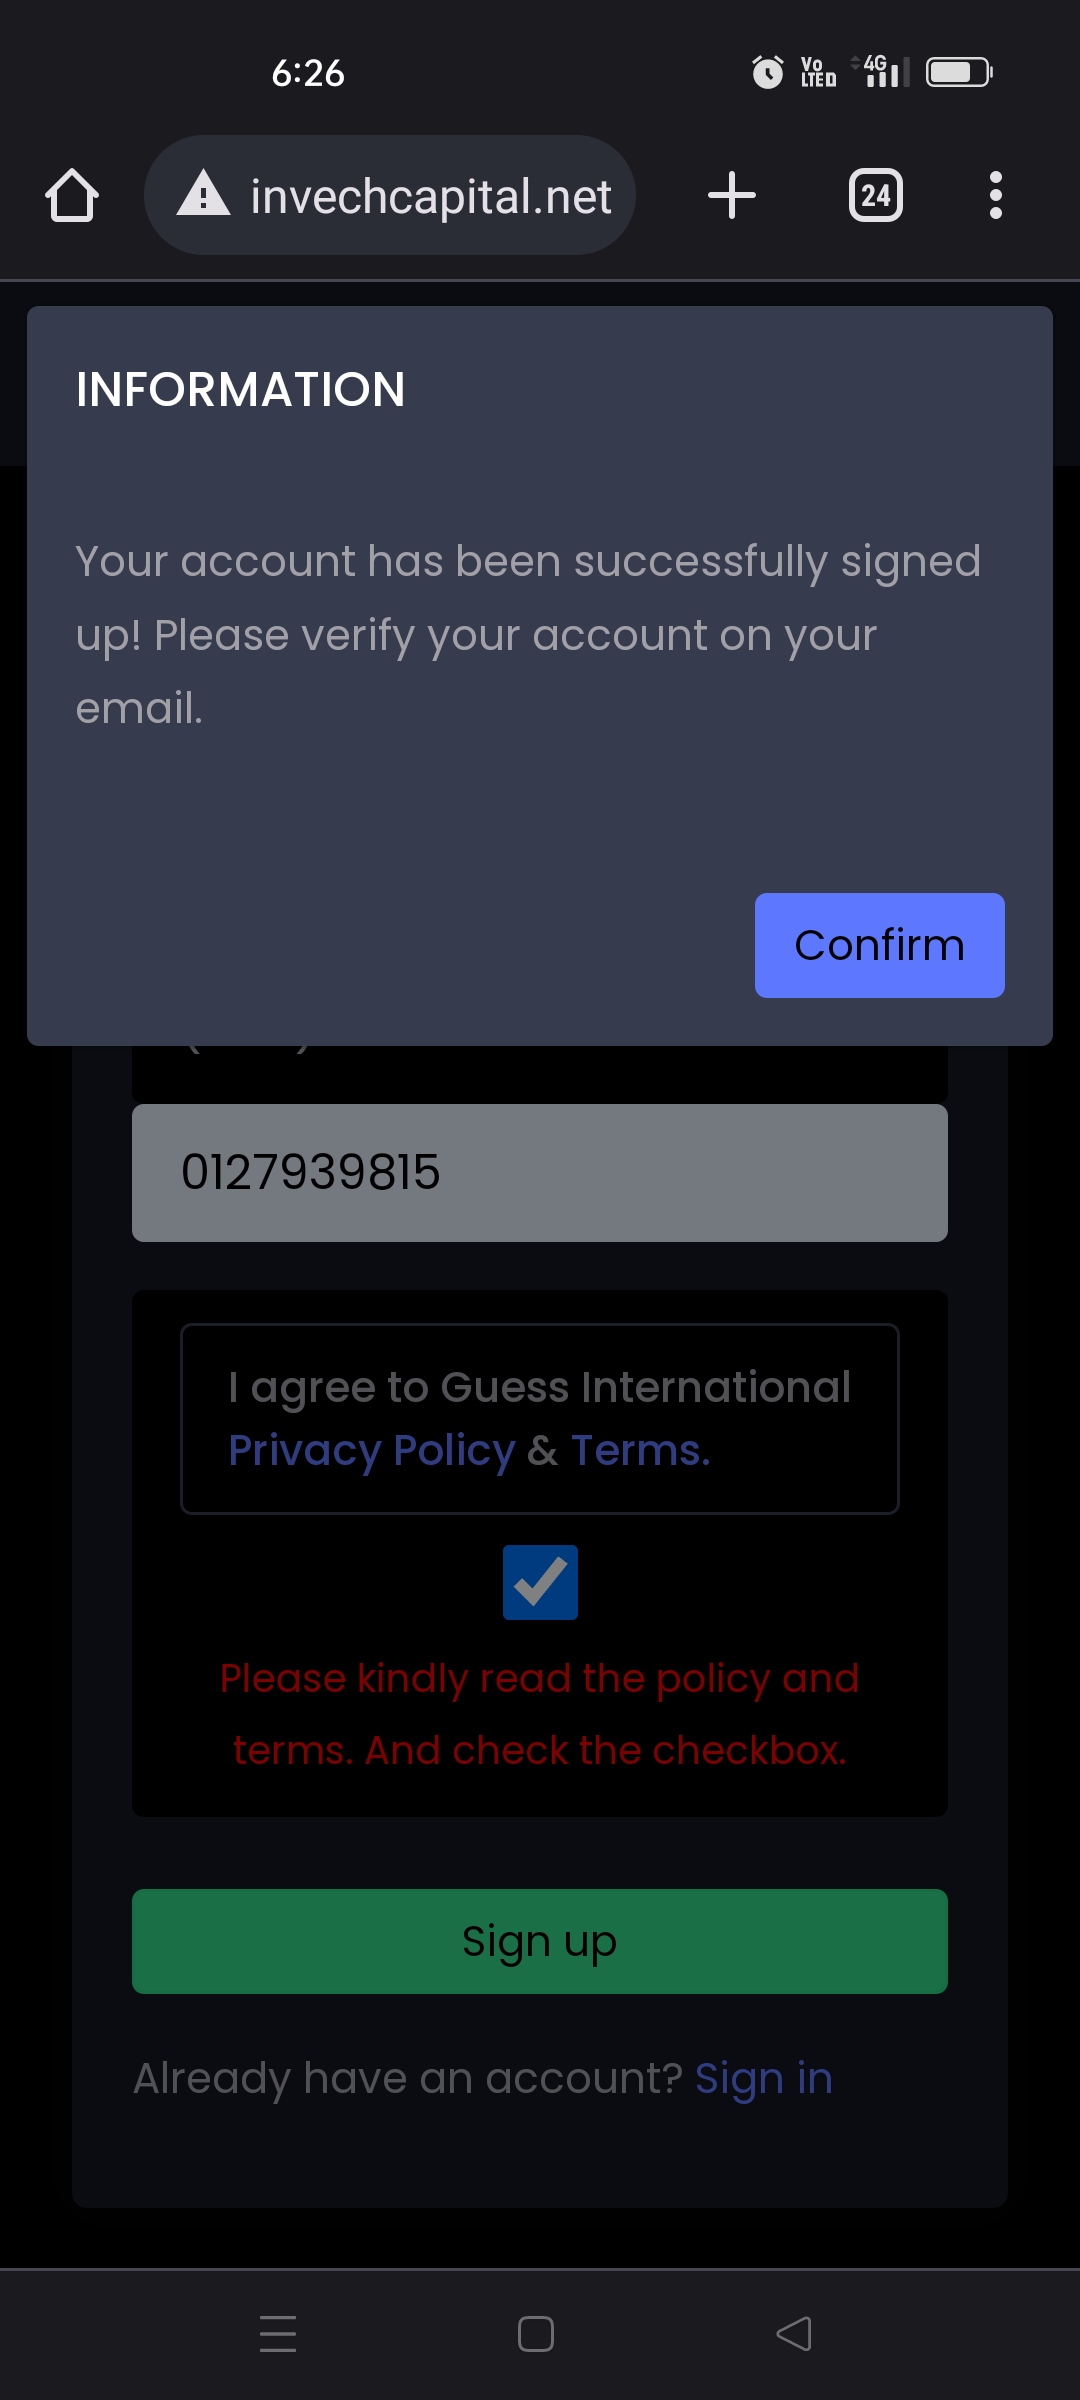 6:26
Vo
LTE
4G
invechcapital.net
24
INFORMATION
Your account has been successfully signed
up! Please verify your account on your
email.
Confirm
0127939815
I agree to Guess International
Privacy Policy & Terms.
Please kindly read the policy and
terms. And check the checkbox.
Sign up
Already have an account? Sign in